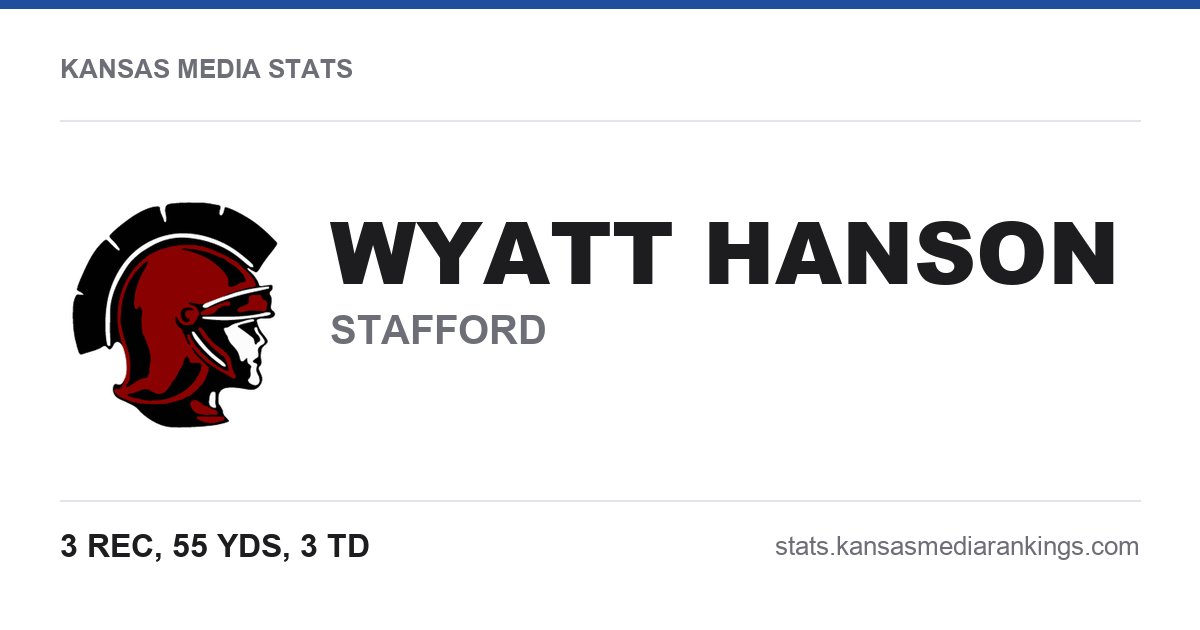 KANSAS MEDIA STATS
WYATT HANSON
STAFFORD
3 REC, 55 YDS, 3 TD
stats.kansasmediarankings.com